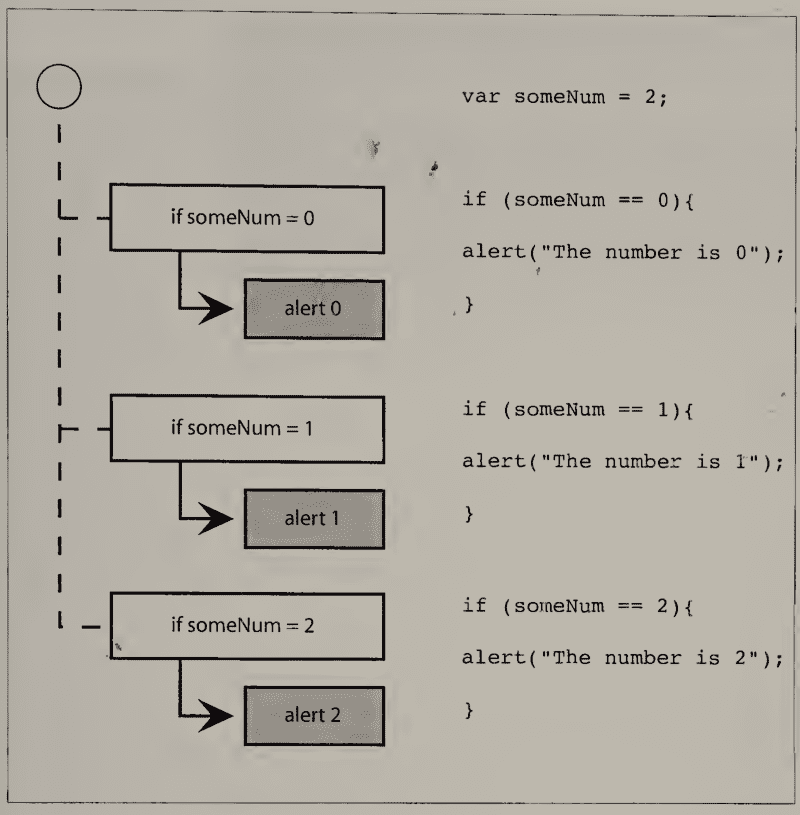 var someNum = 2;
if someNum = 0
if (someNum == 0){
alert("The number is 0");
alert 0
}
if someNum = 1
if (someNum == 1){
alert("The number is 1");
alert 1
}
if someNum = 2
if (someNum == 2){
alert("The number is 2");
alert 2
}